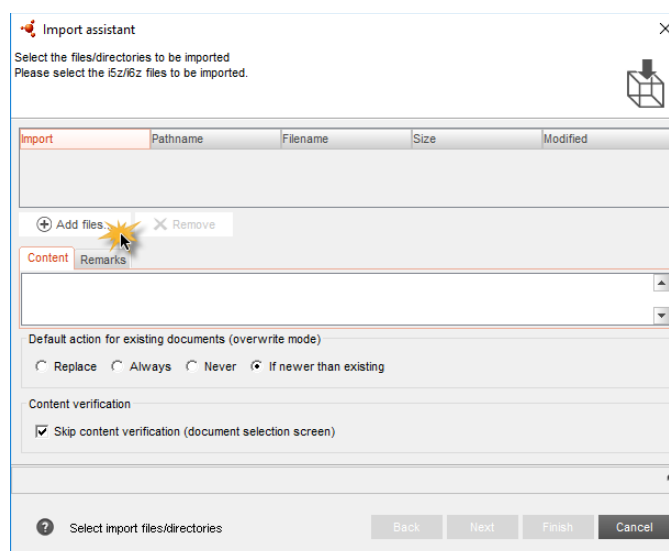 Import assistant
Select the files/directories to be imported
Please select the i5z/i6z files to be imported.
Import Pathname Filename Size Modified
Add files... Remove
Content Remarks
Default action for existing documents (overwrite mode)
Replace Always Never If newer than existing
Content verification
Skip content verification (document selection screen)
Select import files/directories Back Next Finish Cancel